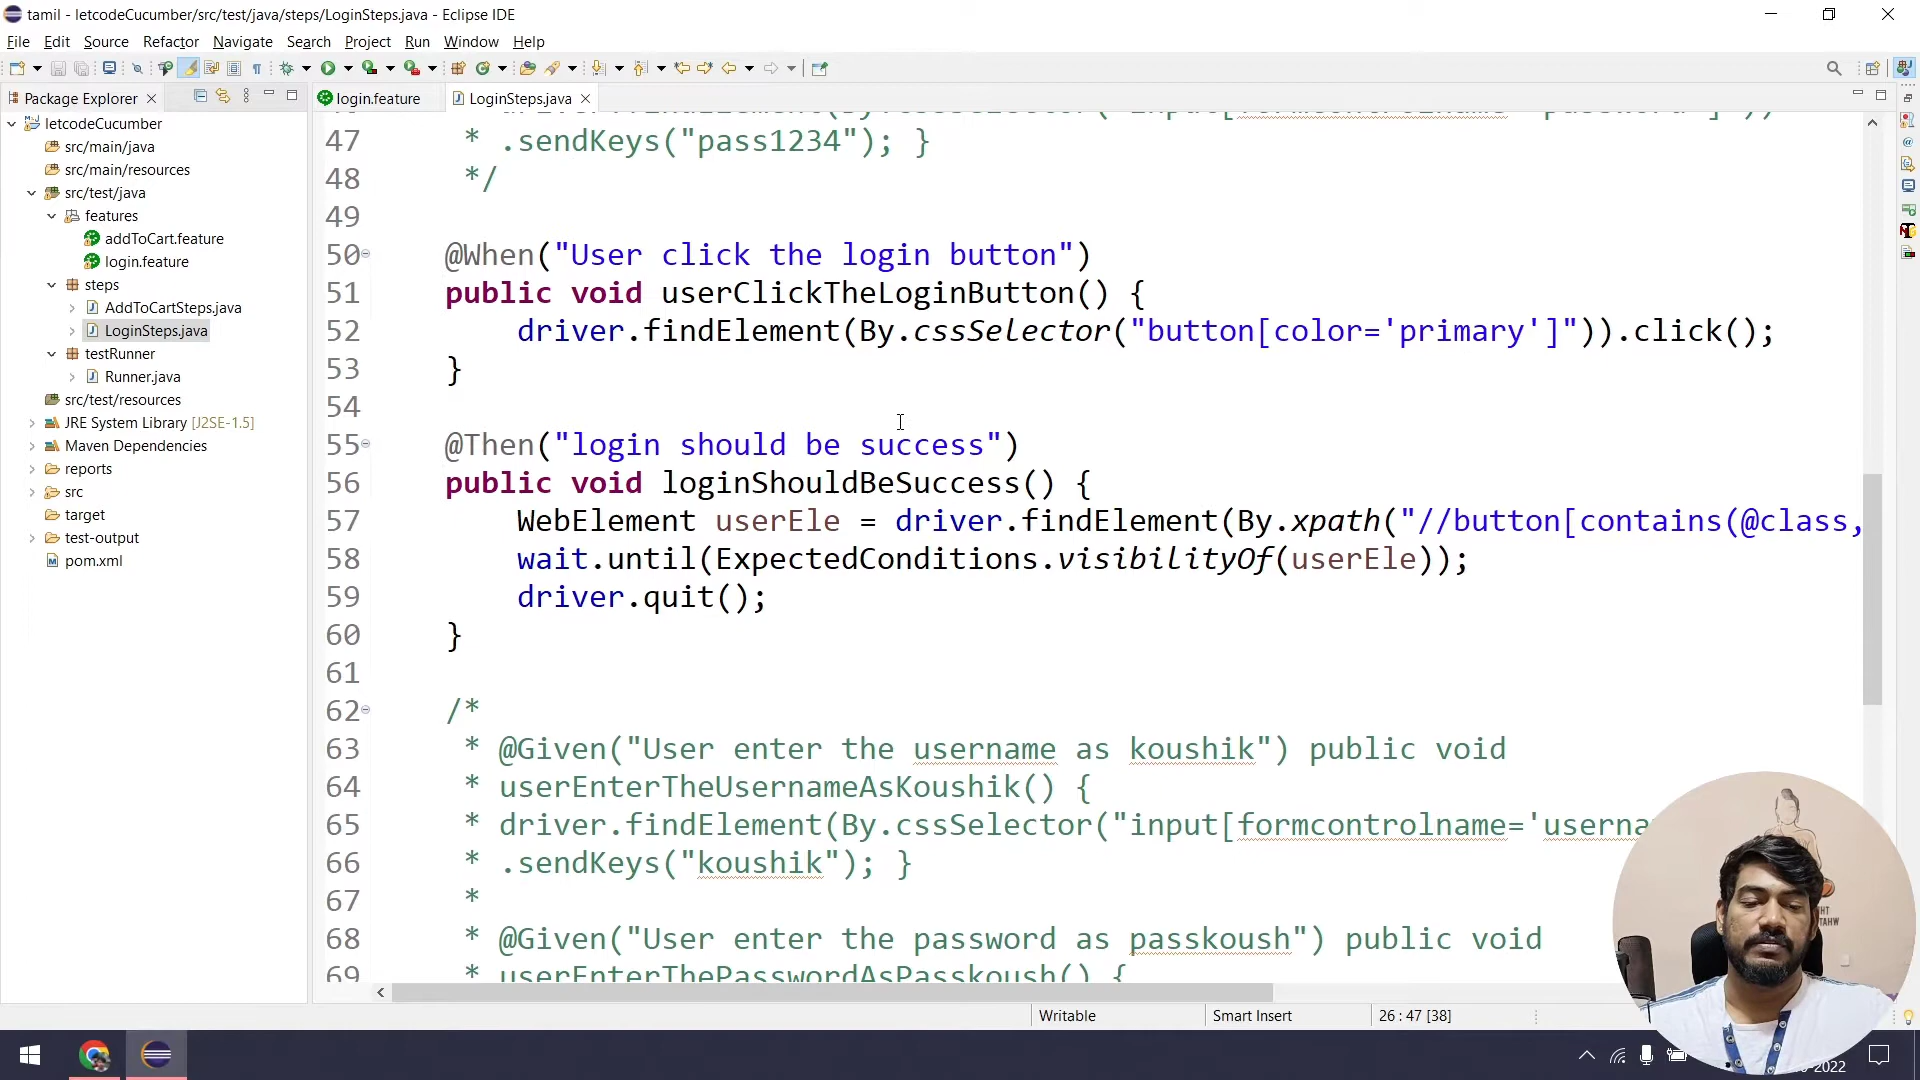 tamil - letcodeCucumber/src/test/java/steps/LoginSteps.java - Eclipse IDE
File Edit Source Refactor Navigate Search Project Run Window Help
Package Explorer
login.feature
LoginSteps.java
letcodeCucumber
src/main/java
src/main/resources
src/test/java
features
addToCart.feature
login.feature
steps
AddToCartSteps.java
LoginSteps.java
testRunner
Runner.java
src/test/resources
JRE System Library [J2SE-1.5]
Maven Dependencies
reports
src
target
test-output
pom.xml
47 * .sendKeys("pass1234"); }
48 */
49
50 @When("User click the login button")
51 public void userClickTheLoginButton() {
52 driver.findElement(By.cssSelector("button[color='primary']")).click();
53 }
54
55 @Then("login should be success")
56 public void loginShouldBeSuccess() {
57 WebElement userEle = driver.findElement(By.xpath("//button[contains(@class,
58 wait.until(ExpectedConditions.visibilityOf(userEle));
59 driver.quit();
60 }
61
62 /*
63 * @Given("User enter the username as koushik") public void
64 * userEnterTheUsernameAsKoushik() {
65 * driver.findElement(By.cssSelector("input[formcontrolname='userna
66 * .sendKeys("koushik"); }
67 *
68 * @Given("User enter the password as passkoush") public void
69 * userEnterThePasswordAsPasskoush() {
Writable
Smart Insert
26 : 47 [38]
2022